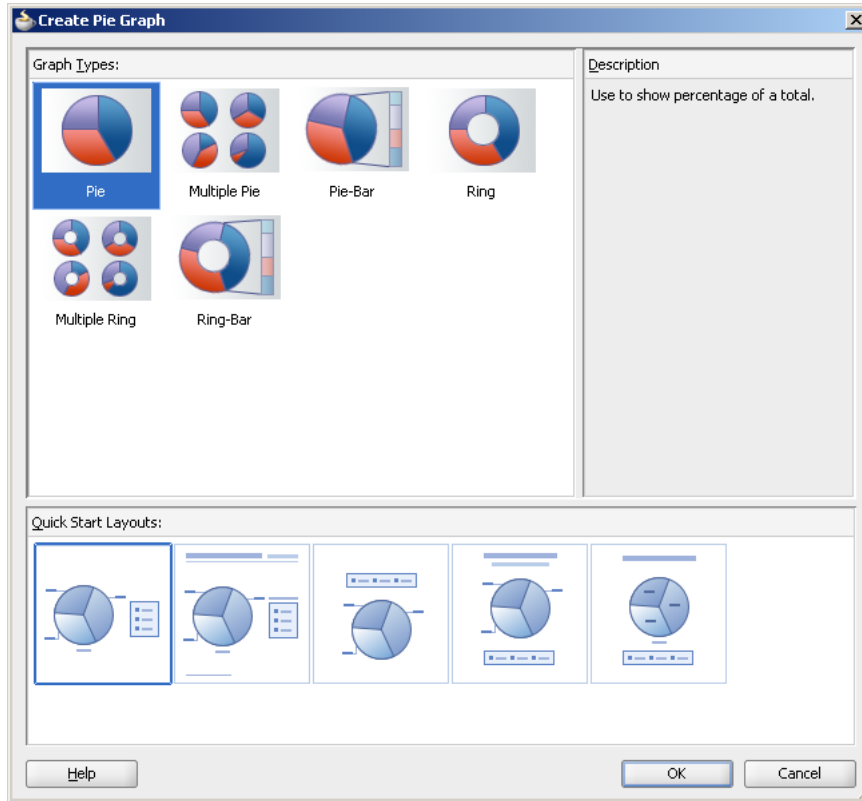 Create Pie Graph
Graph Types:
Description
Use to show percentage of a total.
Pie
Multiple Pie
Pie-Bar
Ring
Multiple Ring
Ring-Bar
Quick Start Layouts:
Help
OK
Cancel